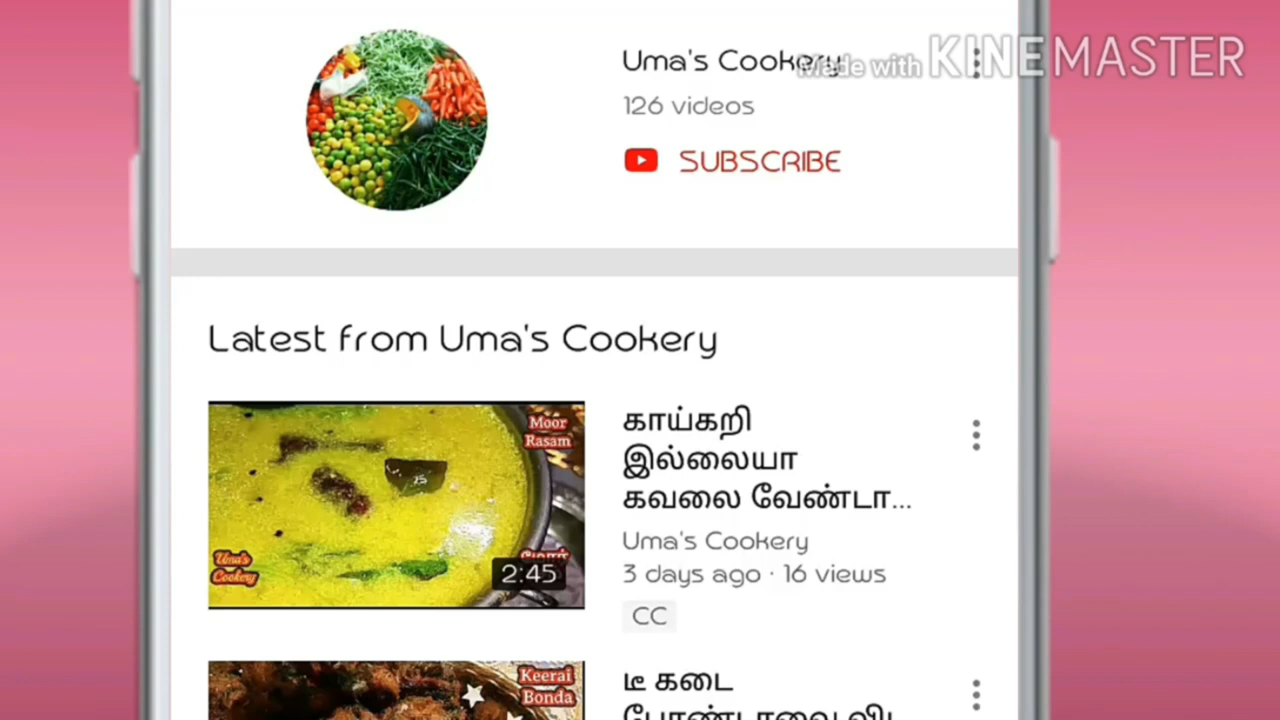 Uma's Cookery
Made with KINEMASTER
126 videos
SUBSCRIBE
Latest from Uma's Cookery
Moor
Rasam
Uma's
Cookery
மோர்
2:45
காய்கறி
இல்லையா
கவலை வேண்டா...
Uma's Cookery
3 days ago · 16 views
CC
Keerai
Bonda
டீ கடை